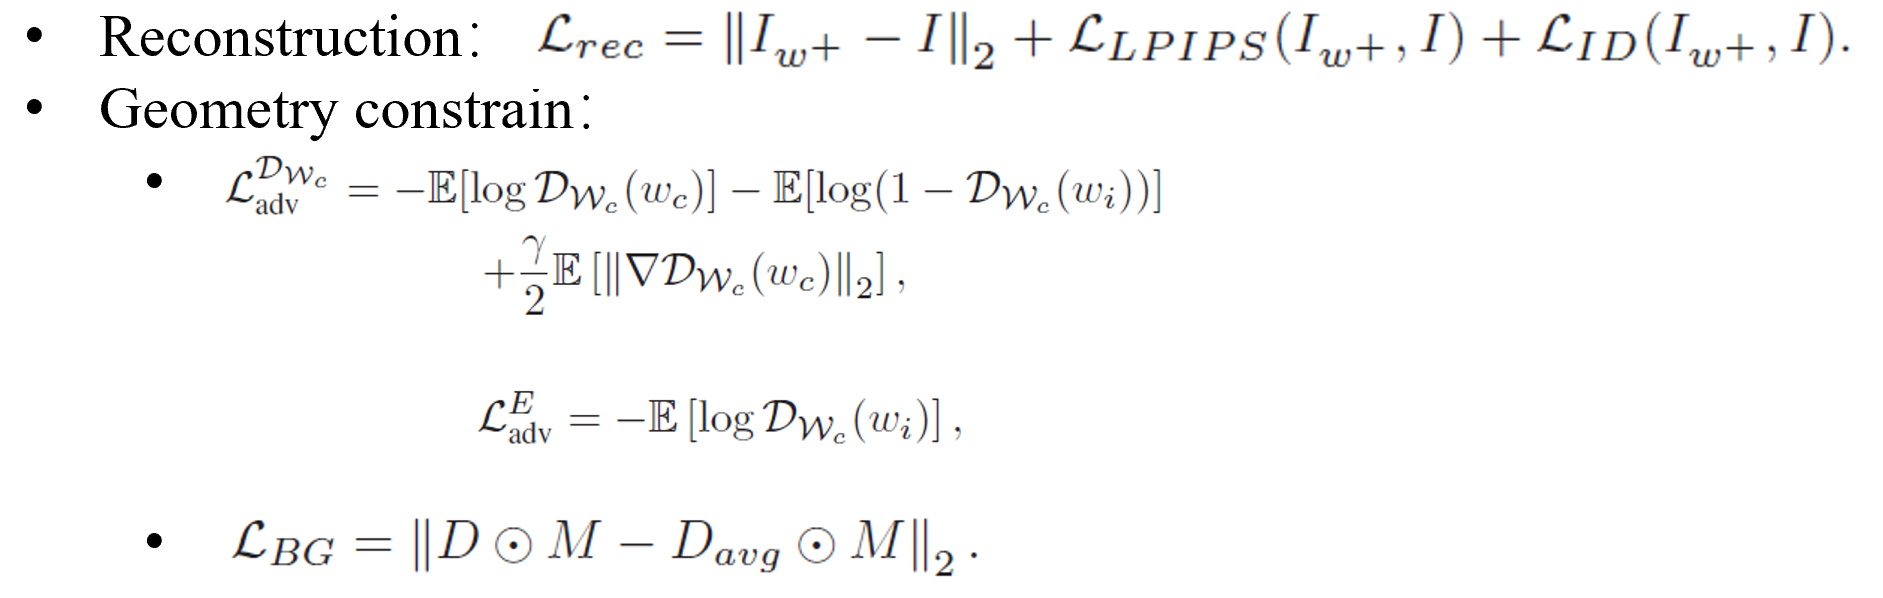 • Reconstruction: $\mathcal{L}_{rec} = \|I_{w+} - I\|_2 + \mathcal{L}_{LPIPS}(I_{w+}, I) + \mathcal{L}_{ID}(I_{w+}, I).$
• Geometry constrain:
• $\mathcal{L}_{\text{adv}}^{\mathcal{D}_{\mathcal{W}_c}} = -\mathbb{E}[\log \mathcal{D}_{\mathcal{W}_c}(w_c)] - \mathbb{E}[\log(1 - \mathcal{D}_{\mathcal{W}_c}(w_i))]$
$+\frac{\gamma}{2}\mathbb{E}\left[\|\nabla \mathcal{D}_{\mathcal{W}_c}(w_c)\|_2\right],$
$\mathcal{L}_{\text{adv}}^{E} = -\mathbb{E}\left[\log \mathcal{D}_{\mathcal{W}_c}(w_i)\right],$
• $\mathcal{L}_{BG} = \|D \odot M - D_{avg} \odot M\|_2.$